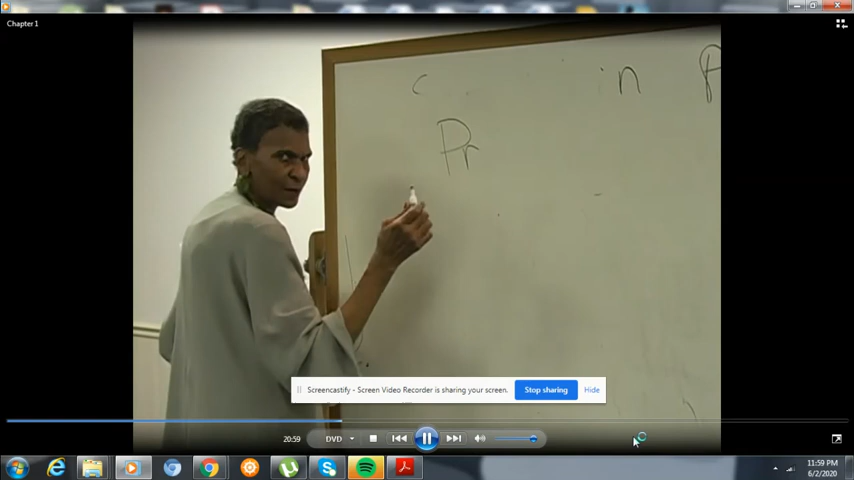 Chapter 1
c in
Pr
Screencastify - Screen Video Recorder is sharing your screen.
Stop sharing
Hide
20:59
DVD
11:59 PM
6/2/2020